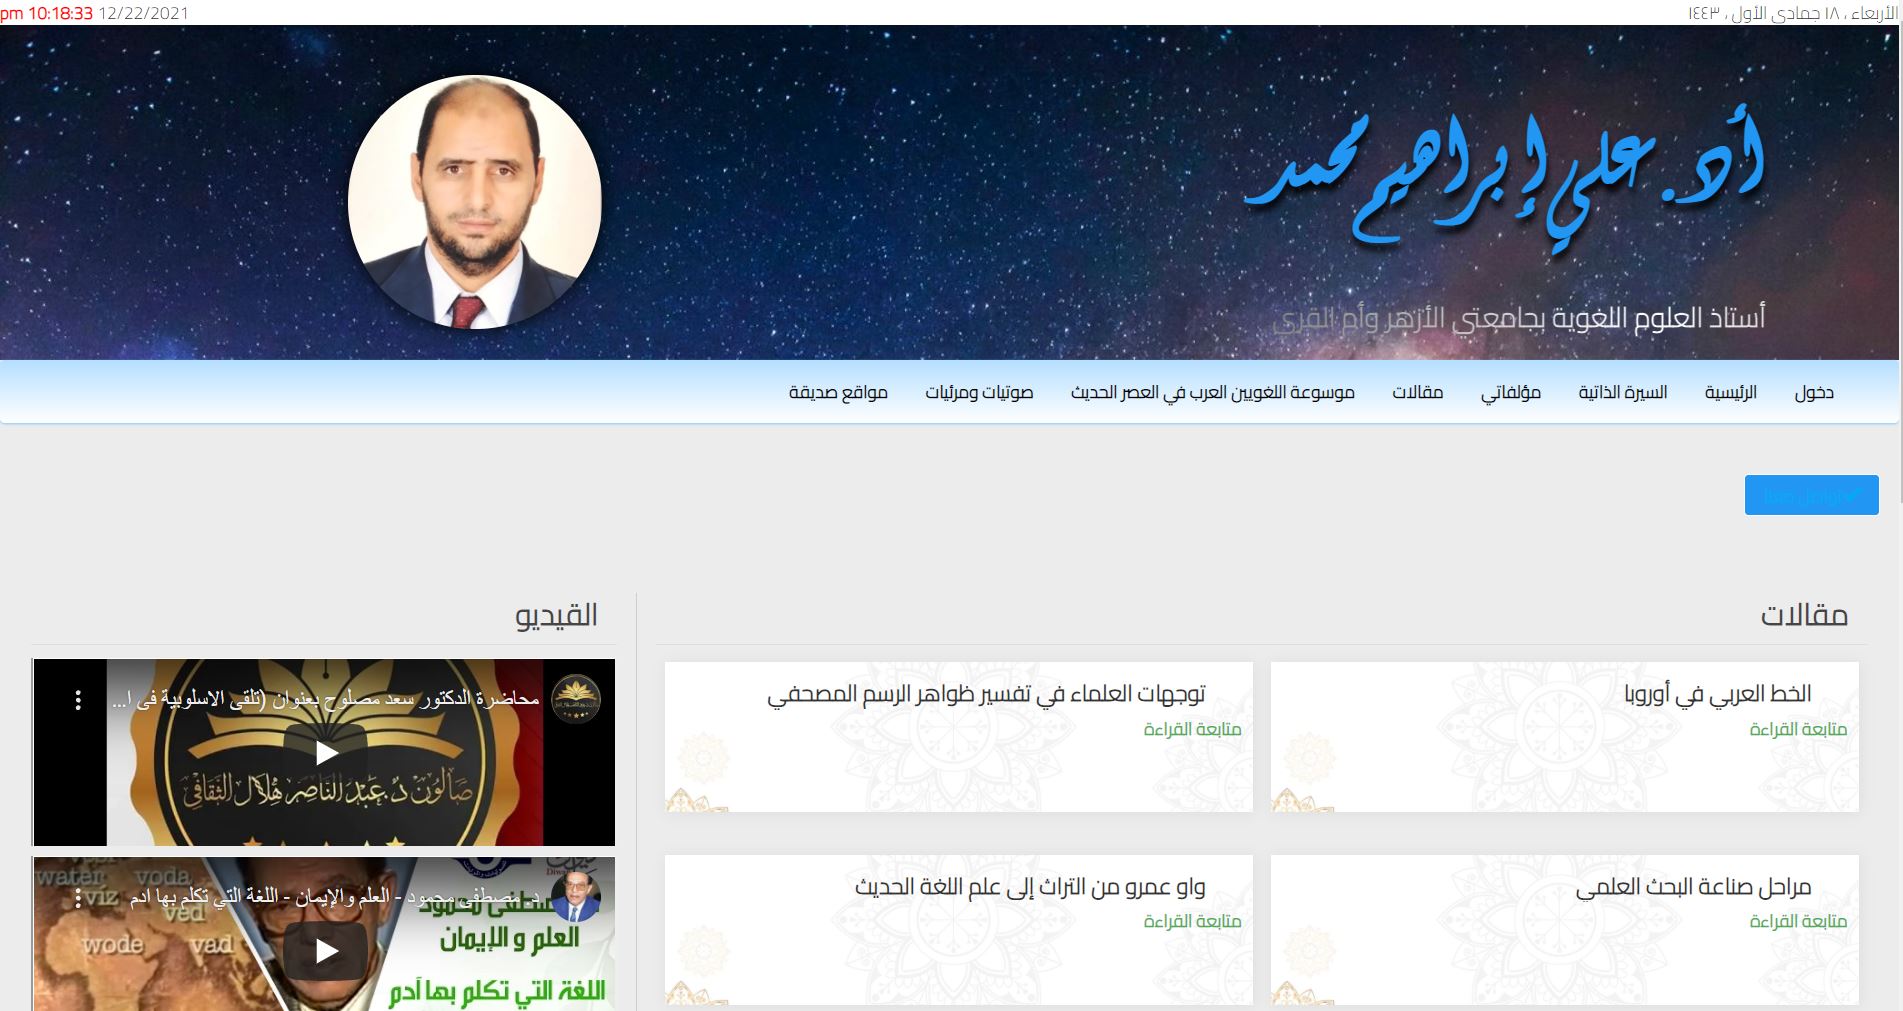 الأربعاء ، ١٨ جمادى الأول ، ١٤٤٣
12/22/2021 10:18:33 pm
أد. علي إبراهيم محمد
أستاذ العلوم اللغوية بجامعتي الأزهر وأم القرى
دخول
الرئيسية
السيرة الذاتية
مؤلفاتي
مقالات
موسوعة اللغويين العرب في العصر الحديث
صوتيات ومرئيات
مواقع صديقة
تواصل معنا
مقالات
الخط العربي في أوروبا
متابعة القراءة
توجهات العلماء في تفسير ظواهر الرسم المصحفي
متابعة القراءة
مراحل صناعة البحث العلمي
متابعة القراءة
واو عمرو من التراث إلى علم اللغة الحديث
متابعة القراءة
القيديو
محاضرة الدكتور سعد مصلوح بعنوان (تلقى الاسلوبية فى ا...
صالون د. عبد الناصر هلال الثقافي
د. مصطفى محمود - العلم والإيمان - اللغة التي تكلم بها ادم
water voda
viz ved
wode vad
مصطفى محمود
العلم و الإيمان
اللغة التي تكلم بها أدم